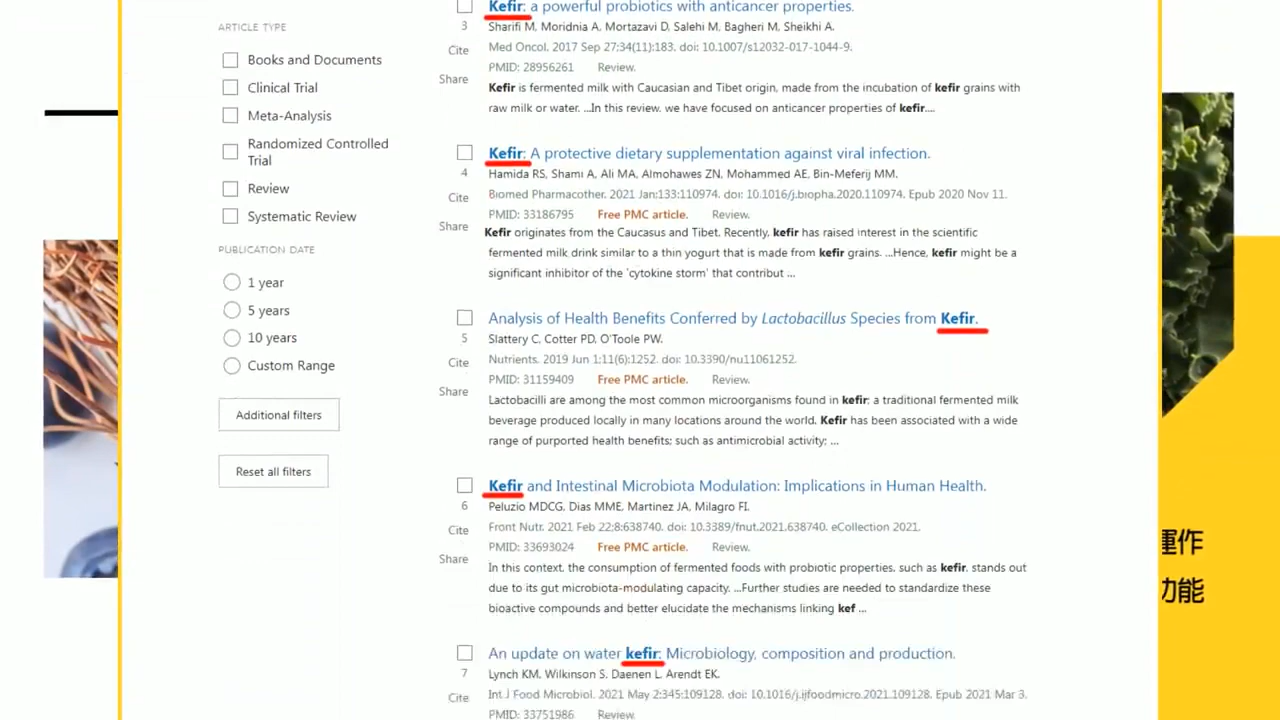 ARTICLE TYPE
Books and Documents
Clinical Trial
Meta-Analysis
Randomized Controlled
Trial
Review
Systematic Review
PUBLICATION DATE
1 year
5 years
10 years
Custom Range
Additional filters
Reset all filters
Kefir: a powerful probiotics with anticancer properties.
3
Sharifi M, Moridnia A, Mortazavi D, Salehi M, Bagheri M, Sheikhi A.
Cite
Med Oncol. 2017 Sep 27;34(11):183. doi: 10.1007/s12032-017-1044-9.
PMID: 28956261 Review.
Share
Kefir is fermented milk with Caucasian and Tibet origin, made from the incubation of kefir grains with
raw milk or water. ...In this review, we have focused on anticancer properties of kefir....
Kefir: A protective dietary supplementation against viral infection.
4
Hamida RS, Shami A, Ali MA, Almohawes ZN, Mohammed AE, Bin-Meferij MM.
Cite
Biomed Pharmacother. 2021 Jan;133:110974. doi: 10.1016/j.biopha.2020.110974. Epub 2020 Nov 11.
PMID: 33186795 Free PMC article. Review.
Share
Kefir originates from the Caucasus and Tibet. Recently, kefir has raised interest in the scientific
fermented milk drink similar to a thin yogurt that is made from kefir grains. ...Hence, kefir might be a
significant inhibitor of the 'cytokine storm' that contribut ...
Analysis of Health Benefits Conferred by Lactobacillus Species from Kefir.
5
Slattery C, Cotter PD, O'Toole PW.
Cite
Nutrients. 2019 Jun 1;11(6):1252. doi: 10.3390/nu11061252.
PMID: 31159409 Free PMC article. Review.
Share
Lactobacilli are among the most common microorganisms found in kefir; a traditional fermented milk
beverage produced locally in many locations around the world. Kefir has been associated with a wide
range of purported health benefits; such as antimicrobial activity; ...
Kefir and Intestinal Microbiota Modulation: Implications in Human Health.
6
Peluzio MDCG, Dias MME, Martinez JA, Milagro FI.
Cite
Front Nutr. 2021 Feb 22;8:638740. doi: 10.3389/fnut.2021.638740. eCollection 2021.
PMID: 33693024 Free PMC article. Review.
Share
In this context, the consumption of fermented foods with probiotic properties, such as kefir, stands out
due to its gut microbiota-modulating capacity. ...Further studies are needed to standardize these
bioactive compounds and better elucidate the mechanisms linking kef ...
An update on water kefir: Microbiology, composition and production.
7
Lynch KM, Wilkinson S, Daenen L, Arendt EK.
Cite
Int J Food Microbiol. 2021 May 2;345:109128. doi: 10.1016/j.ijfoodmicro.2021.109128. Epub 2021 Mar 3.
PMID: 33751986 Review.
運作
功能